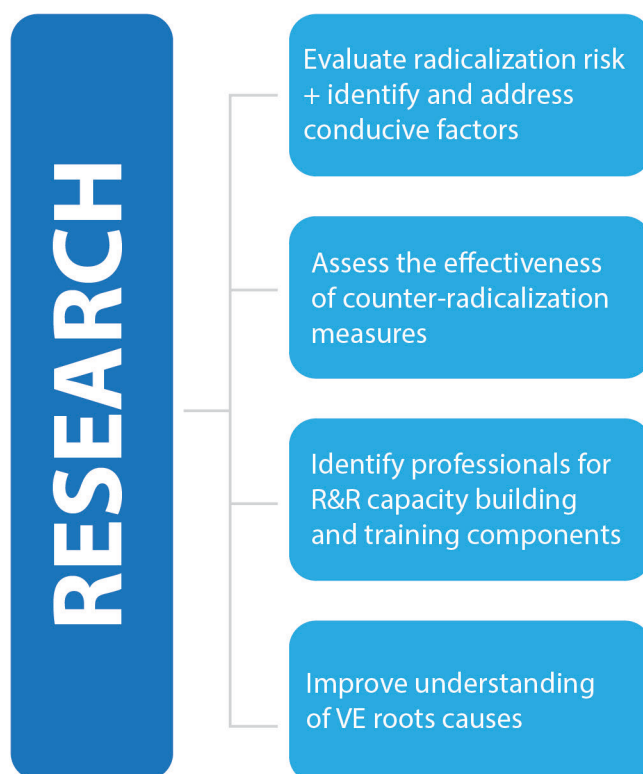 RESEARCH
Evaluate radicalization risk
+ identify and address
conducive factors
Assess the effectiveness
of counter-radicalization
measures
Identify professionals for
R&R capacity building
and training components
Improve understanding
of VE roots causes